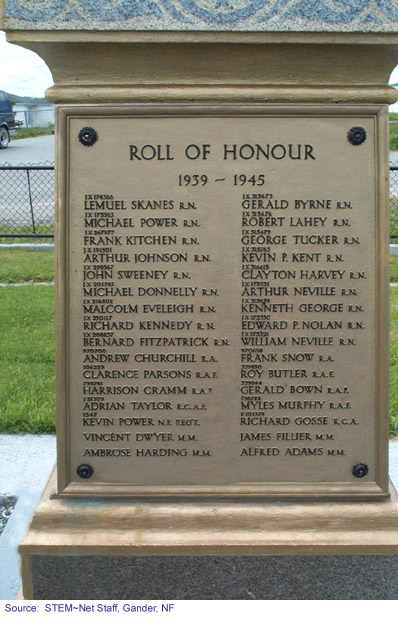 ROLL OF HONOUR
1939 ~ 1945
LEMUEL SKANES R.N.
MICHAEL POWER R.N.
FRANK KITCHEN R.N.
ARTHUR JOHNSON R.N.
JOHN SWEENEY R.N.
MICHAEL DONNELLY R.N.
MALCOLM EVELEIGH R.N.
RICHARD KENNEDY R.N.
BERNARD FITZPATRICK R.N.
ANDREW CHURCHILL R.A.
CLARENCE PARSONS R.A.F.
HARRISON CRAMM R.A.F.
ADRIAN TAYLOR R.C.A.F.
KEVIN POWER N.F. REG'T.
VINCENT DWYER M.M.
AMBROSE HARDING M.M.
GERALD BYRNE R.N.
ROBERT LAHEY R.N.
GEORGE TUCKER R.N.
KEVIN P. KENT R.N.
CLAYTON HARVEY R.N.
ARTHUR NEVILLE R.N.
KENNETH GEORGE R.N.
EDWARD P. NOLAN R.N.
WILLIAM NEVILLE R.N.
FRANK SNOW R.A.
ROY BUTLER R.A.F.
GERALD BOWN R.A.F.
MYLES MURPHY R.A.F.
RICHARD GOSSE R.C.A.
JAMES FILLIER M.M.
ALFRED ADAMS M.M.
Source: STEM~Net Staff, Gander, NF